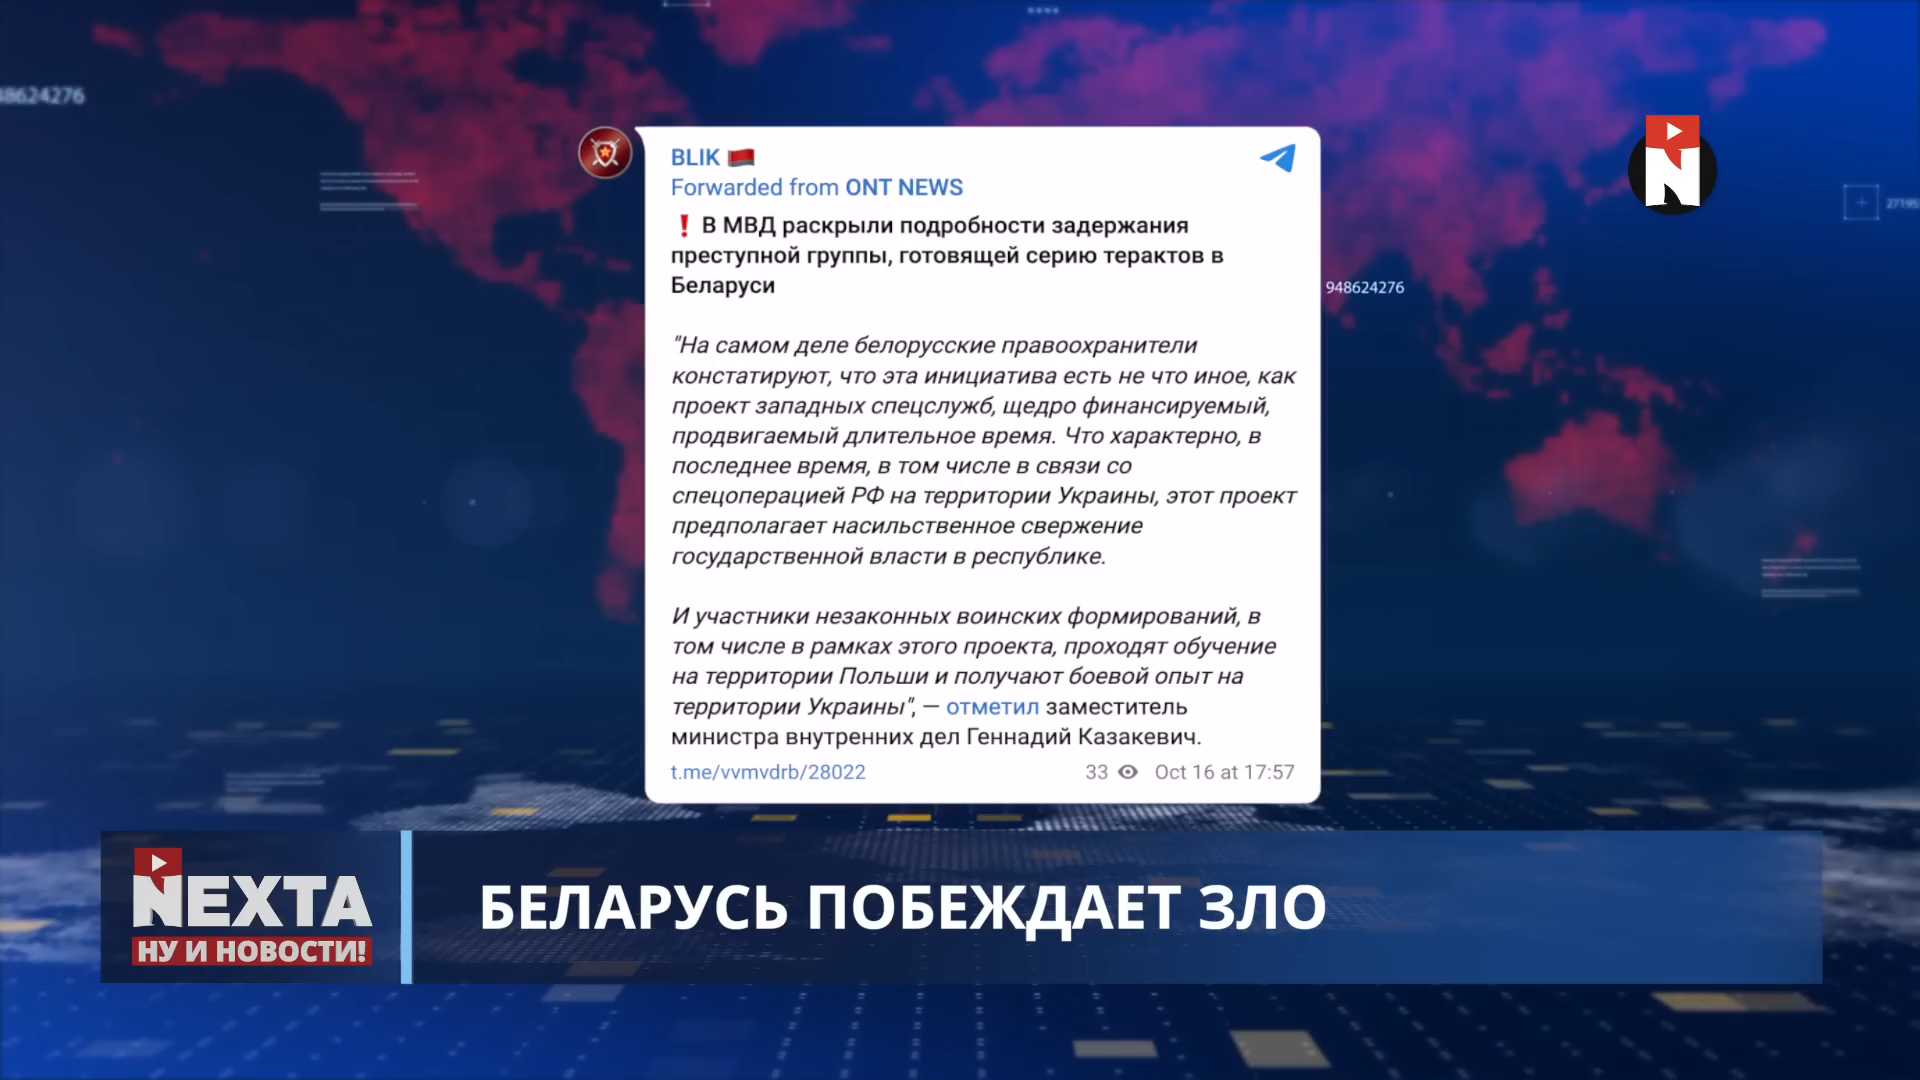 48624276
BLIK
Forwarded from ONT NEWS
❗ В МВД раскрыли подробности задержания
преступной группы, готовящей серию терактов в
Беларуси
"На самом деле белорусские правоохранители
констатируют, что эта инициатива есть не что иное, как
проект западных спецслужб, щедро финансируемый,
продвигаемый длительное время. Что характерно, в
последнее время, в том числе в связи со
спецоперацией РФ на территории Украины, этот проект
предполагает насильственное свержение
государственной власти в республике.
И участники незаконных воинских формирований, в
том числе в рамках этого проекта, проходят обучение
на территории Польши и получают боевой опыт на
территории Украины", — отметил заместитель
министра внутренних дел Геннадий Казакевич.
t.me/vvmvdrb/28022 33 Oct 16 at 17:57
N
948624276
NEXTA
НУ И НОВОСТИ!
БЕЛАРУСЬ ПОБЕЖДАЕТ ЗЛО